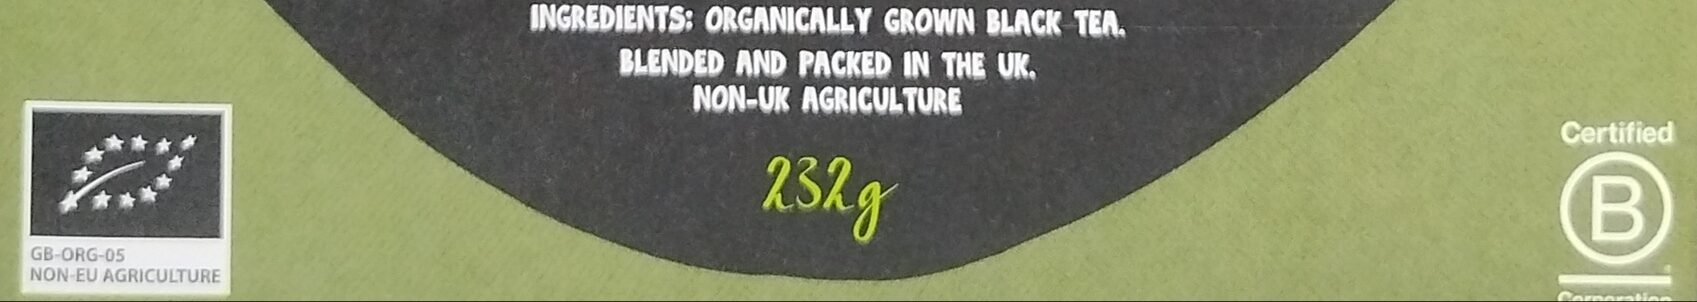 INGREDIENTS: ORGANICALLY GROWN BLACK TEA.
BLENDED AND PACKED IN THE UK.
NON-UK AGRICULTURE
232g
GB-ORG-05
NON-EU AGRICULTURE
Certified
B
Corporation